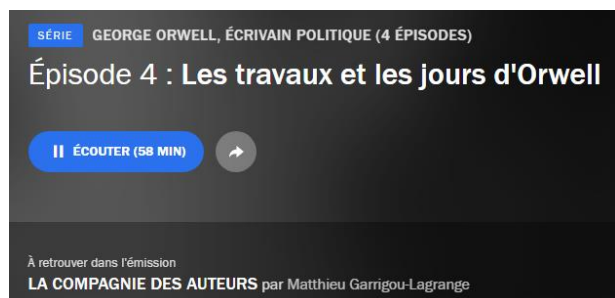 SÉRIE GEORGE ORWELL, ÉCRIVAIN POLITIQUE (4 ÉPISODES)
Épisode 4 : Les travaux et les jours d'Orwell
ÉCOUTER (58 MIN)
À retrouver dans l'émission
LA COMPAGNIE DES AUTEURS par Matthieu Garrigou-Lagrange